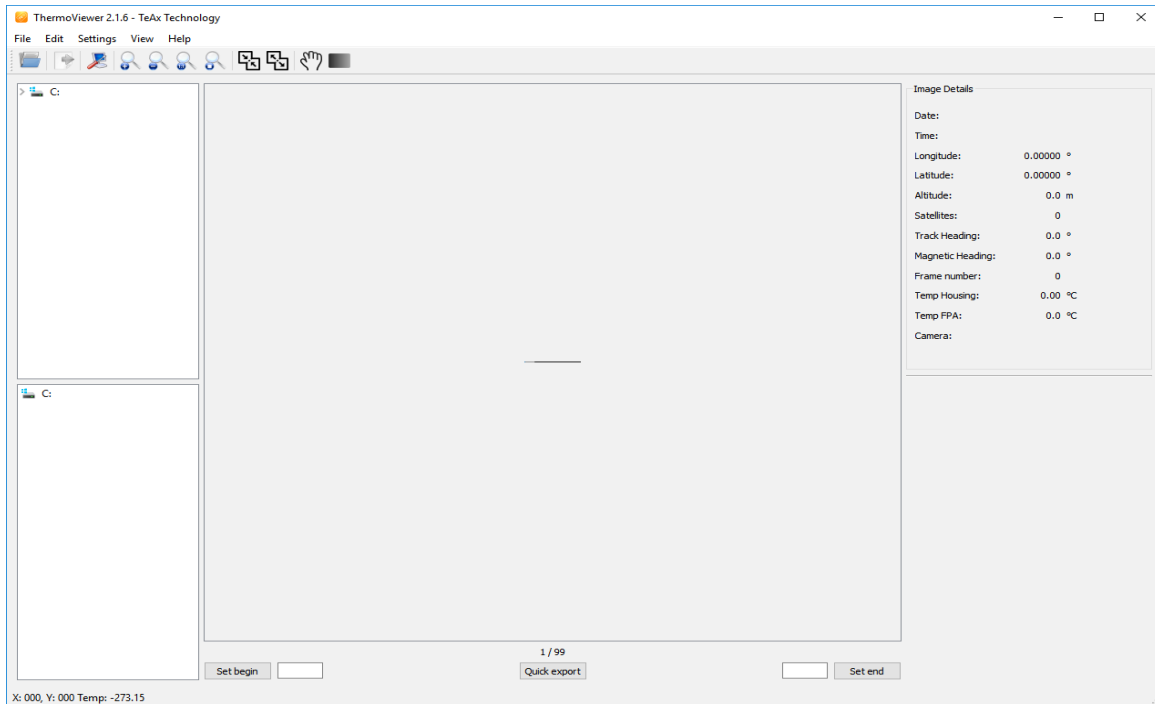 ThermoViewer 2.1.6 - TeAx Technology
File Edit Settings View Help
C:
C:
1 / 99
Set begin Quick export Set end
Image Details
Date:
Time:
Longitude: 0.00000 °
Latitude: 0.00000 °
Altitude: 0.0 m
Satellites: 0
Track Heading: 0.0 °
Magnetic Heading: 0.0 °
Frame number: 0
Temp Housing: 0.00 °C
Temp FPA: 0.0 °C
Camera:
X: 000, Y: 000 Temp: -273.15